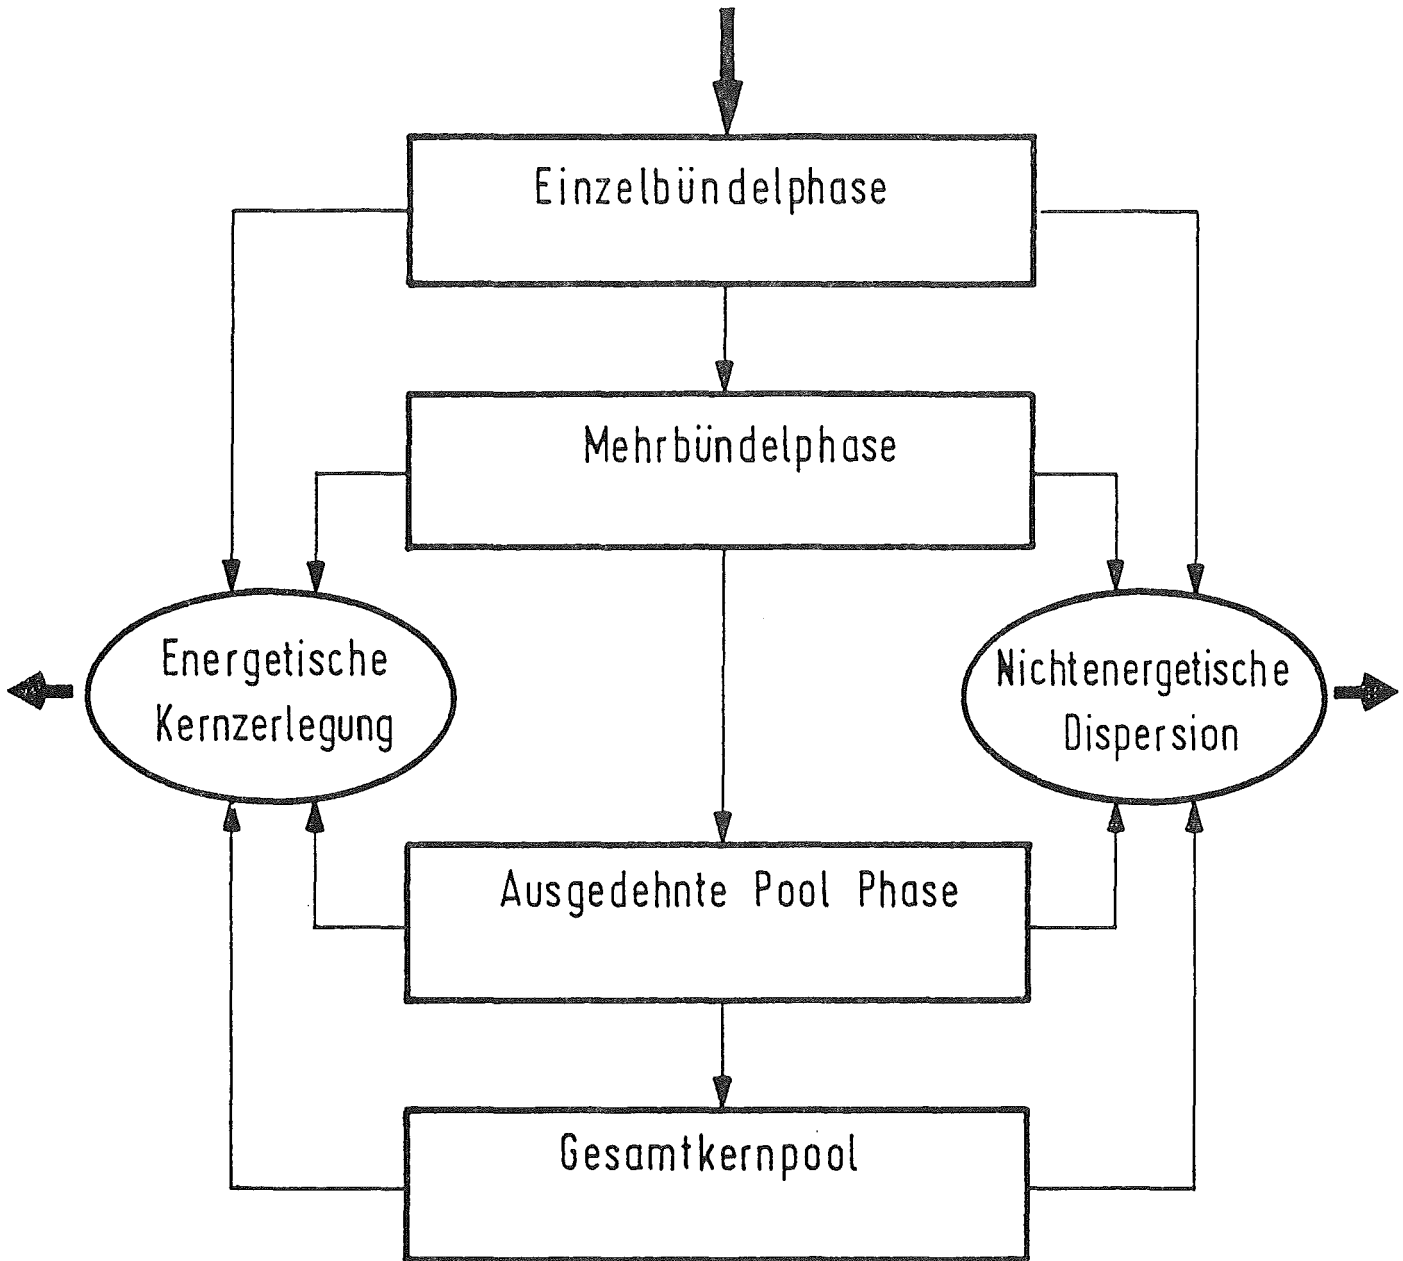 Einzelbündelphase
Mehrbündelphase
Energetische
Kernzerlegung
Nichtenergetische
Dispersion
Ausgedehnte Pool Phase
Gesamtkernpool